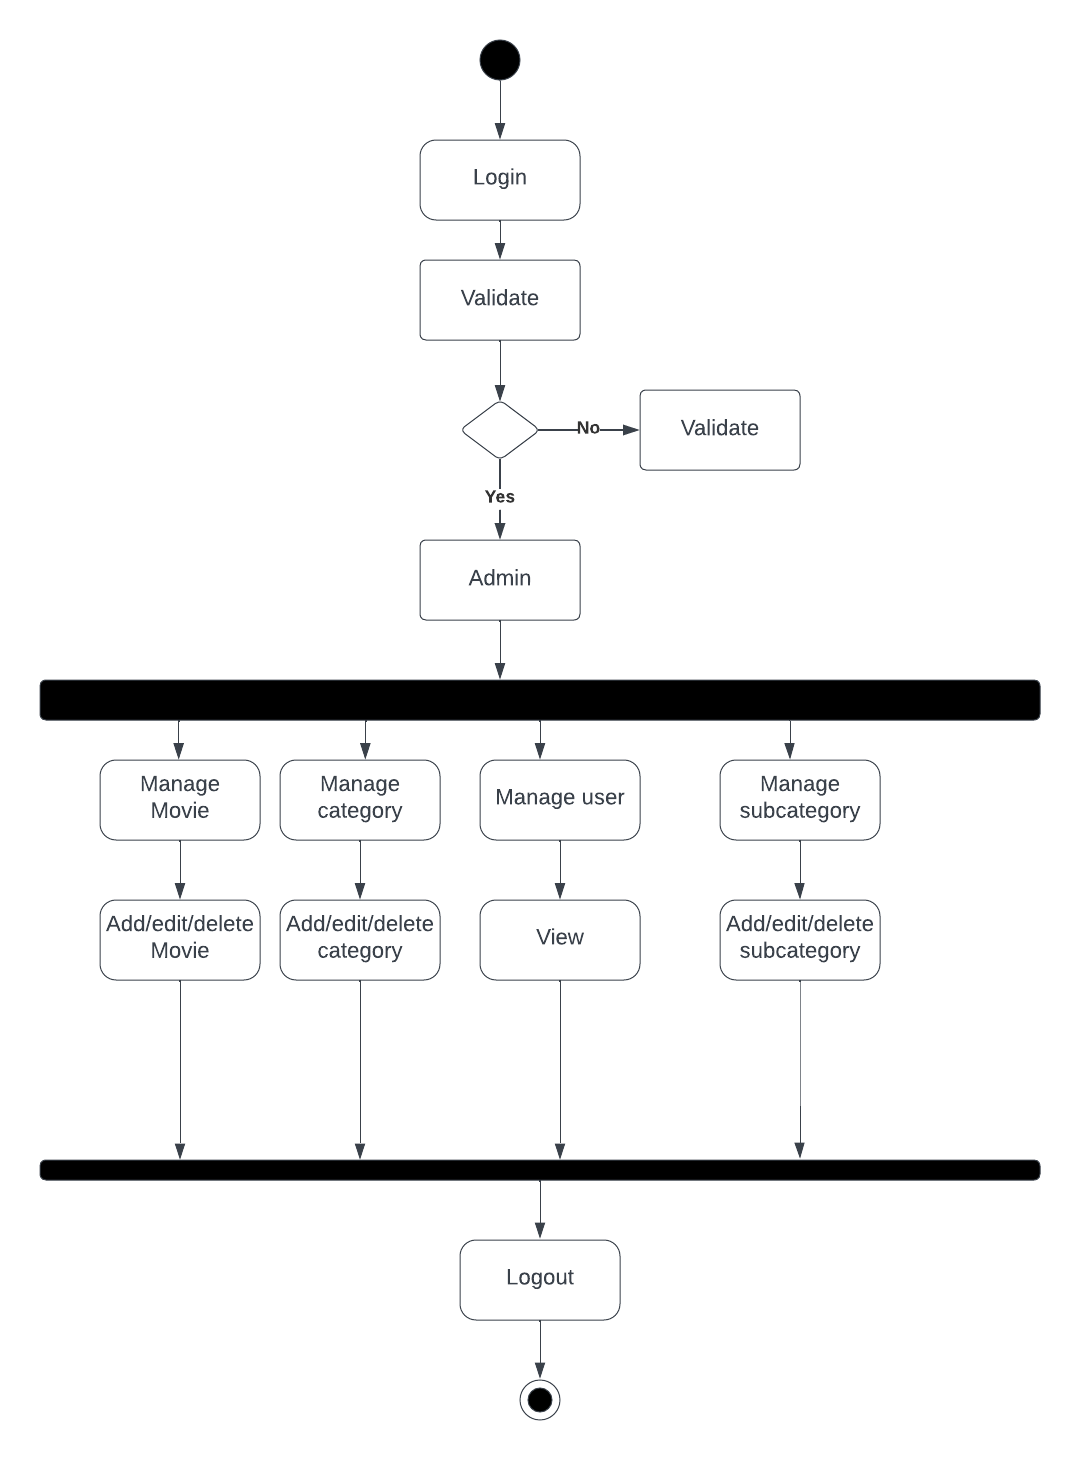 Login
Validate
No
Validate
Yes
Admin
Manage
Movie
Manage
category
Manage user
Manage
subcategory
Add/edit/delete
Movie
Add/edit/delete
category
View
Add/edit/delete
subcategory
Logout